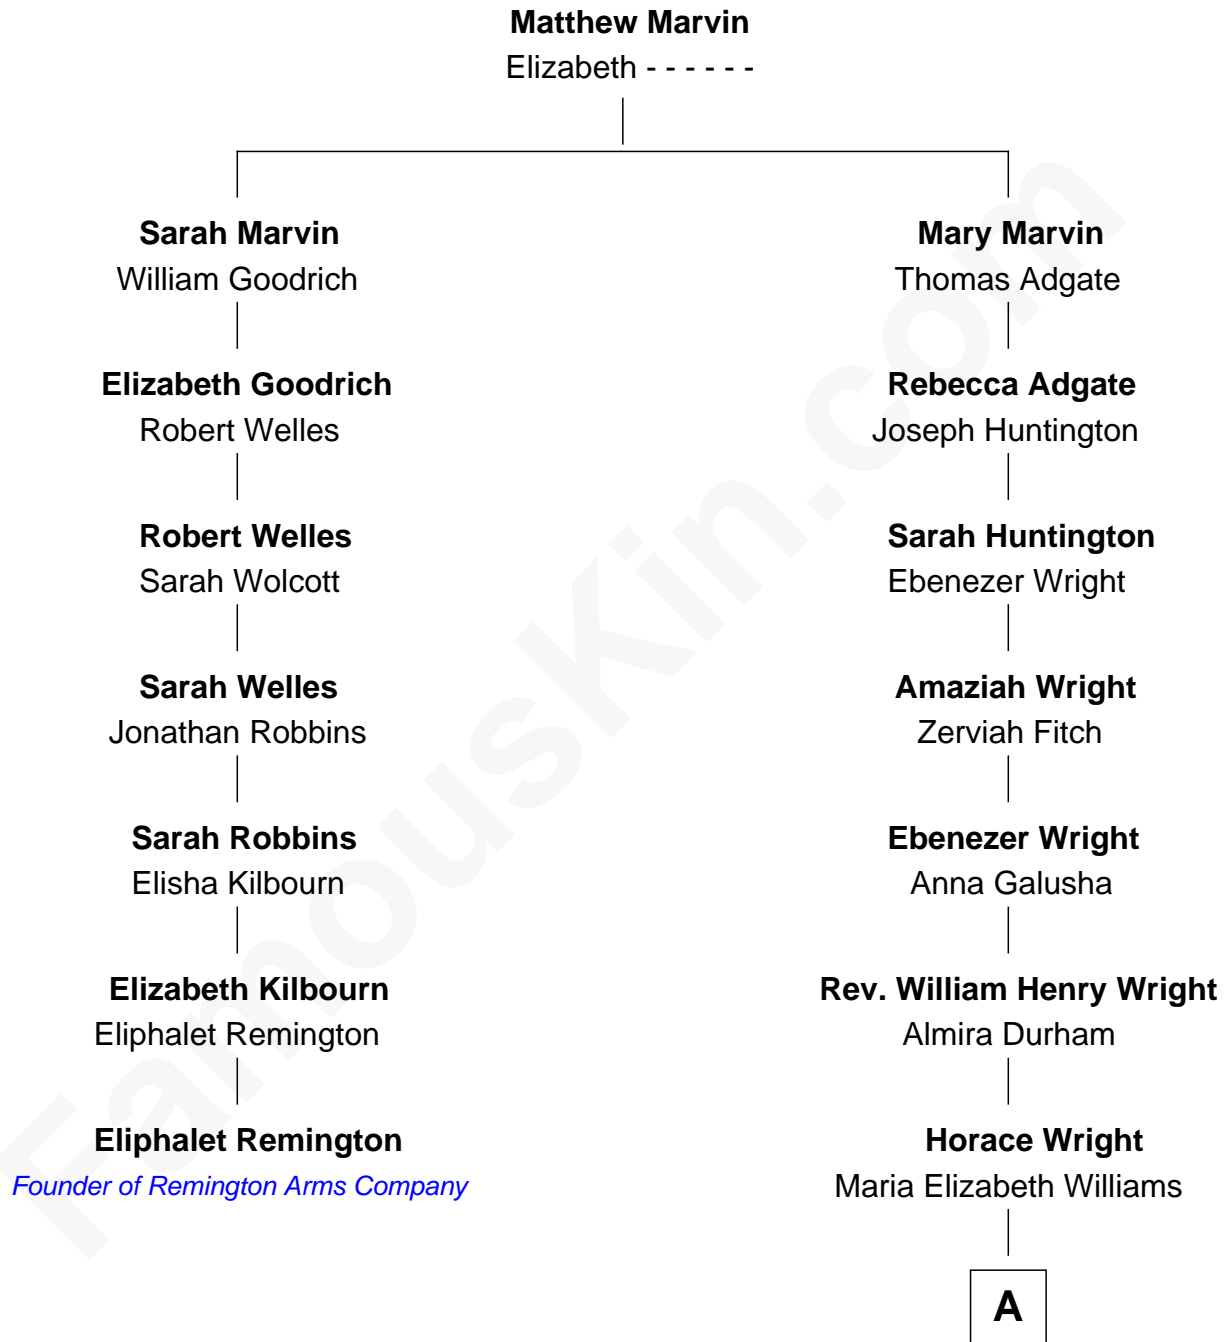 Matthew Marvin
Elizabeth - - - - - -
Sarah Marvin
William Goodrich
Mary Marvin
Thomas Adgate
Elizabeth Goodrich
Robert Welles
Rebecca Adgate
Joseph Huntington
Robert Welles
Sarah Wolcott
Sarah Huntington
Ebenezer Wright
Sarah Welles
Jonathan Robbins
Amaziah Wright
Zerviah Fitch
Sarah Robbins
Elisha Kilbourn
Ebenezer Wright
Anna Galusha
Elizabeth Kilbourn
Eliphalet Remington
Rev. William Henry Wright
Almira Durham
Eliphalet Remington
Founder of Remington Arms Company
Horace Wright
Maria Elizabeth Williams
A
FamousKin.com